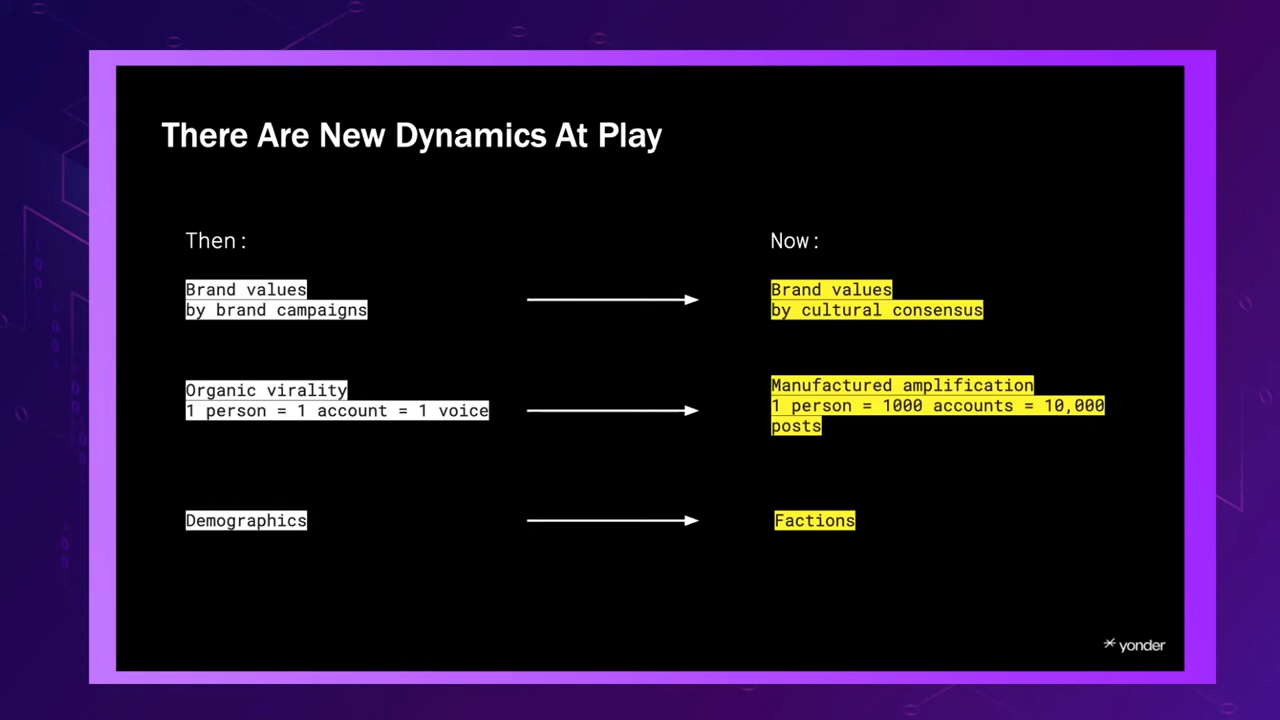 There Are New Dynamics At Play
Then:
Now:
Brand values
by brand campaigns
Brand values
by cultural consensus
Organic virality
1 person = 1 account = 1 voice
Manufactured amplification
1 person = 1000 accounts = 10,000
posts
Demographics
Factions
yonder